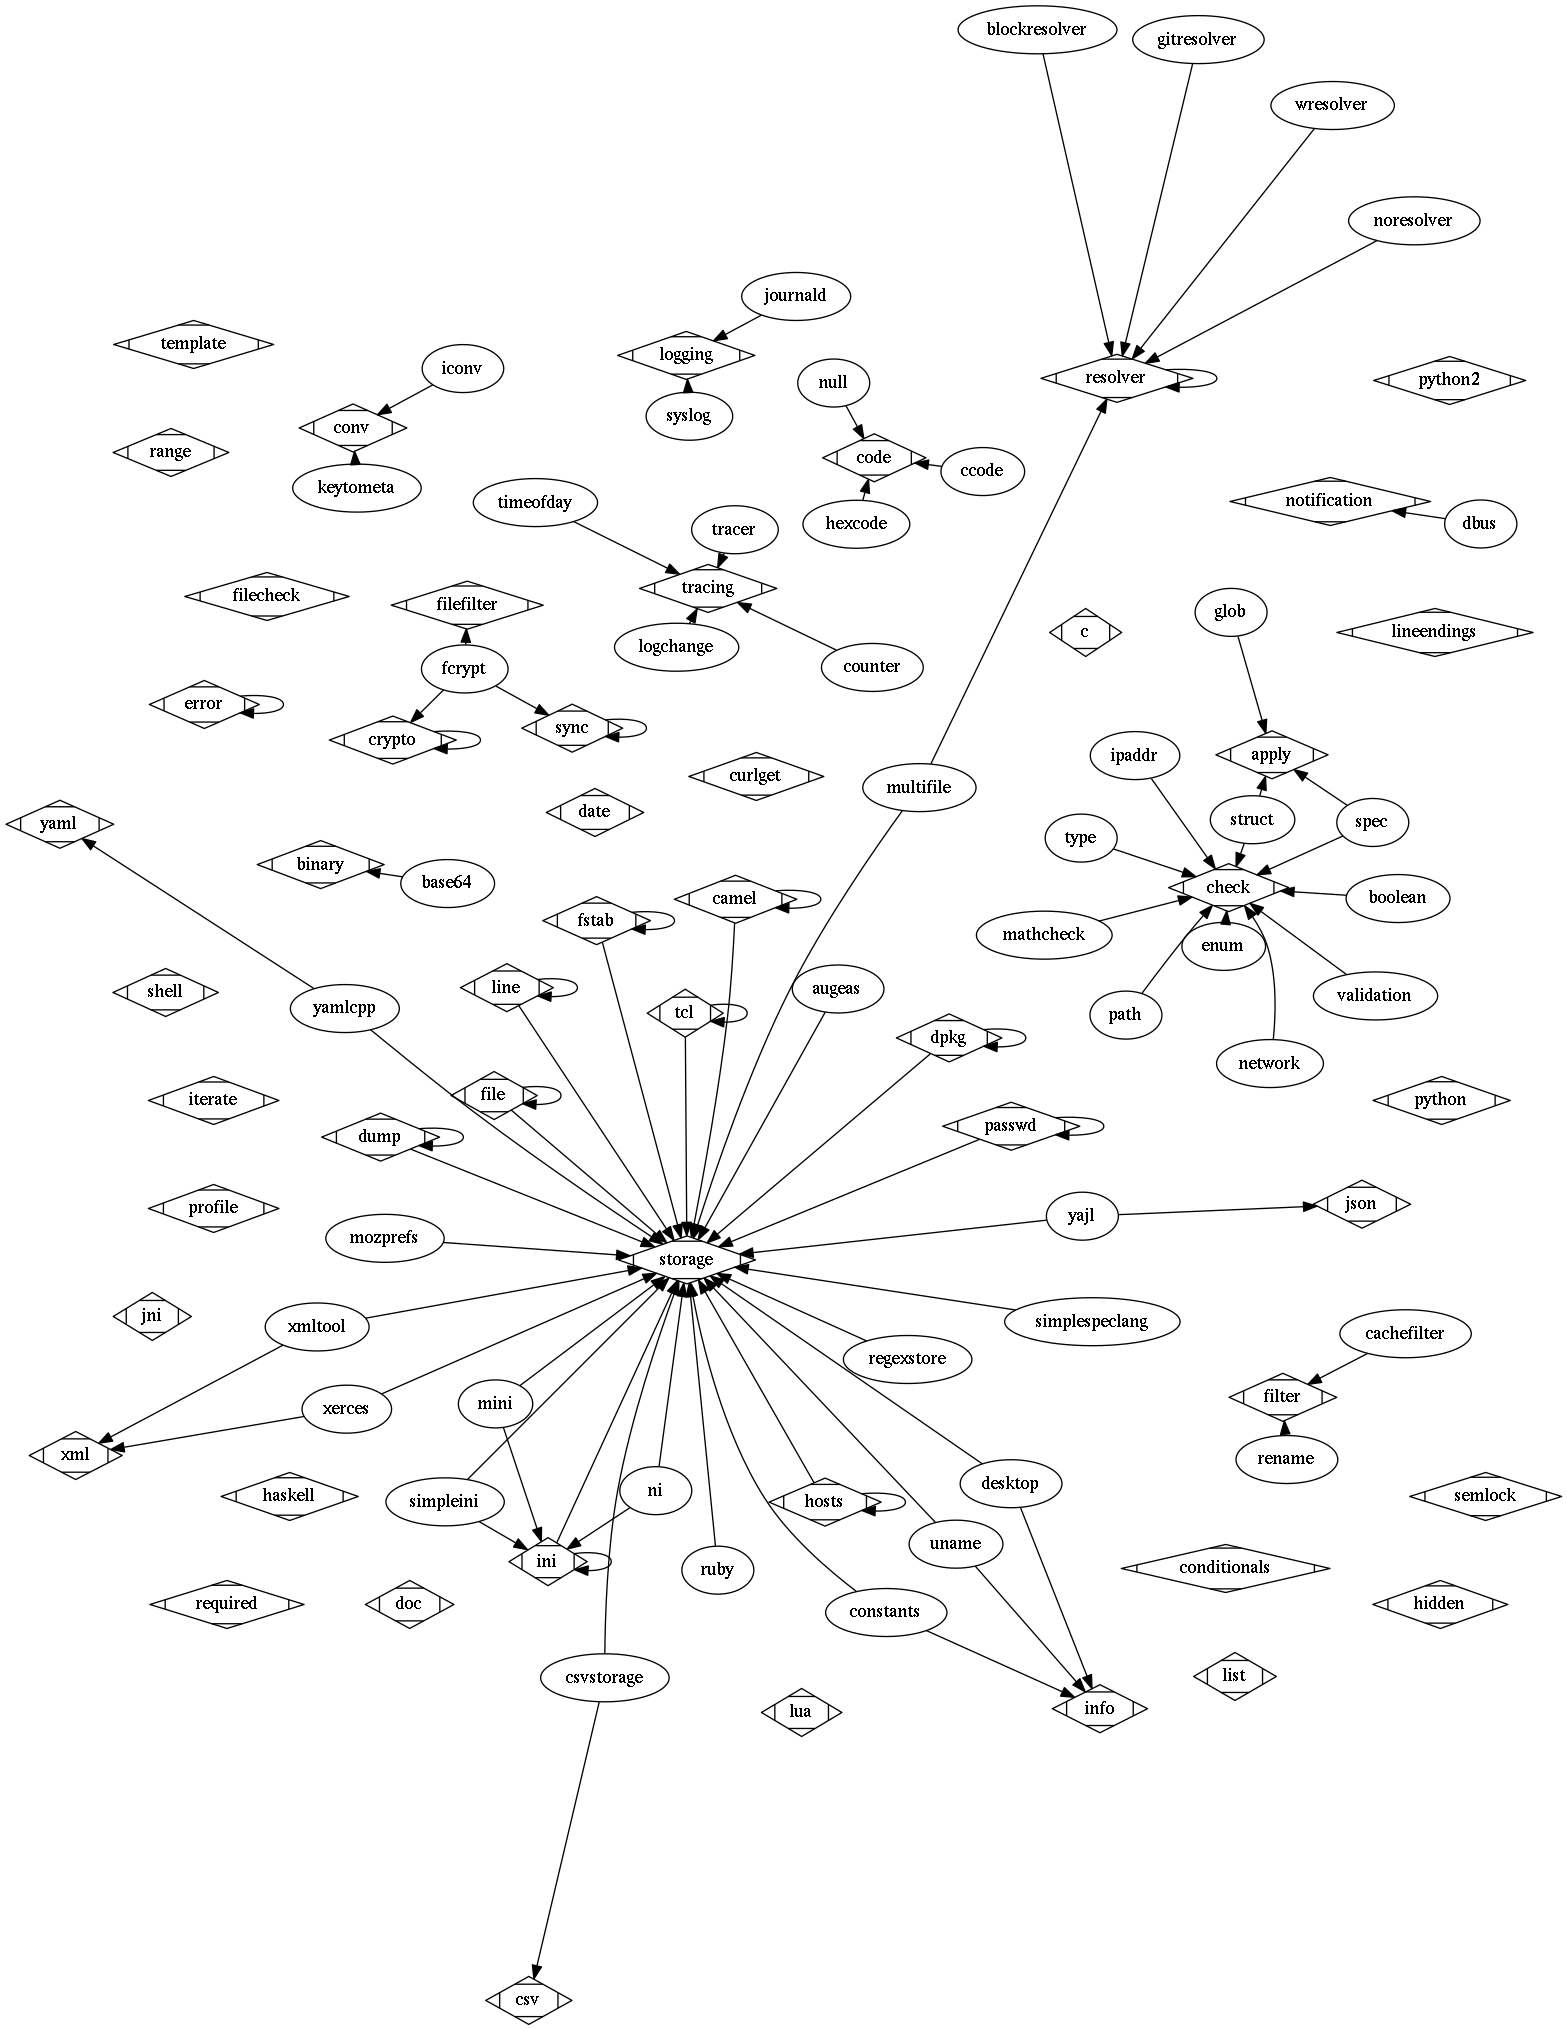 blockresolver
gitresolver
wresolver
noresolver
journald
template
logging
iconv
null
resolver
python2
syslog
conv
range
code
ccode
keytometa
timeofday
notification
hexcode
dbus
tracer
tracing
filecheck
filefilter
glob
c
lineendings
logchange
fcrypt
counter
error
sync
crypto
apply
ipaddr
curlget
multifile
date
struct
spec
yaml
type
binary
base64
check
camel
boolean
fstab
mathcheck
enum
line
augeas
shell
validation
yamlcpp
tcl
path
dpkg
network
file
iterate
python
passwd
dump
json
profile
yajl
mozprefs
storage
jni
simplespeclang
xmltool
cachefilter
regexstore
filter
mini
xerces
xml
rename
desktop
ni
haskell
semlock
simpleini
hosts
uname
ini
conditionals
ruby
required
doc
hidden
constants
list
csvstorage
info
lua
csv